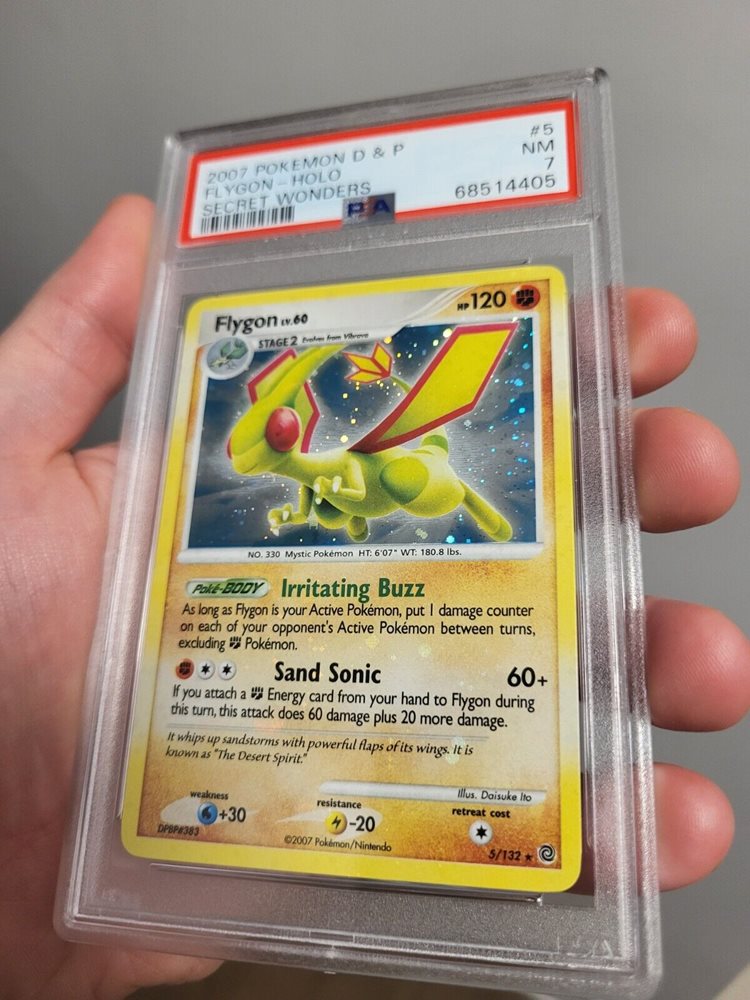 2007 POKEMON D & P #5
FLYGON - HOLO NM
SECRET WONDERS 7
PSA 68514405
Flygon LV.60 HP 120
STAGE 2 Evolves from Vibrava
NO. 330 Mystic Pokémon HT: 6'07" WT: 180.8 lbs.
Poké-BODY Irritating Buzz
As long as Flygon is your Active Pokémon, put 1 damage counter
on each of your opponent's Active Pokémon between turns,
excluding Pokémon.
Sand Sonic 60+
If you attach a Energy card from your hand to Flygon during
this turn, this attack does 60 damage plus 20 more damage.
It whips up sandstorms with powerful flaps of its wings. It is
known as "The Desert Spirit."
Illus. Daisuke Ito
weakness resistance retreat cost
+30 -20
DPBP#383 ©2007 Pokémon/Nintendo 5/132 ★